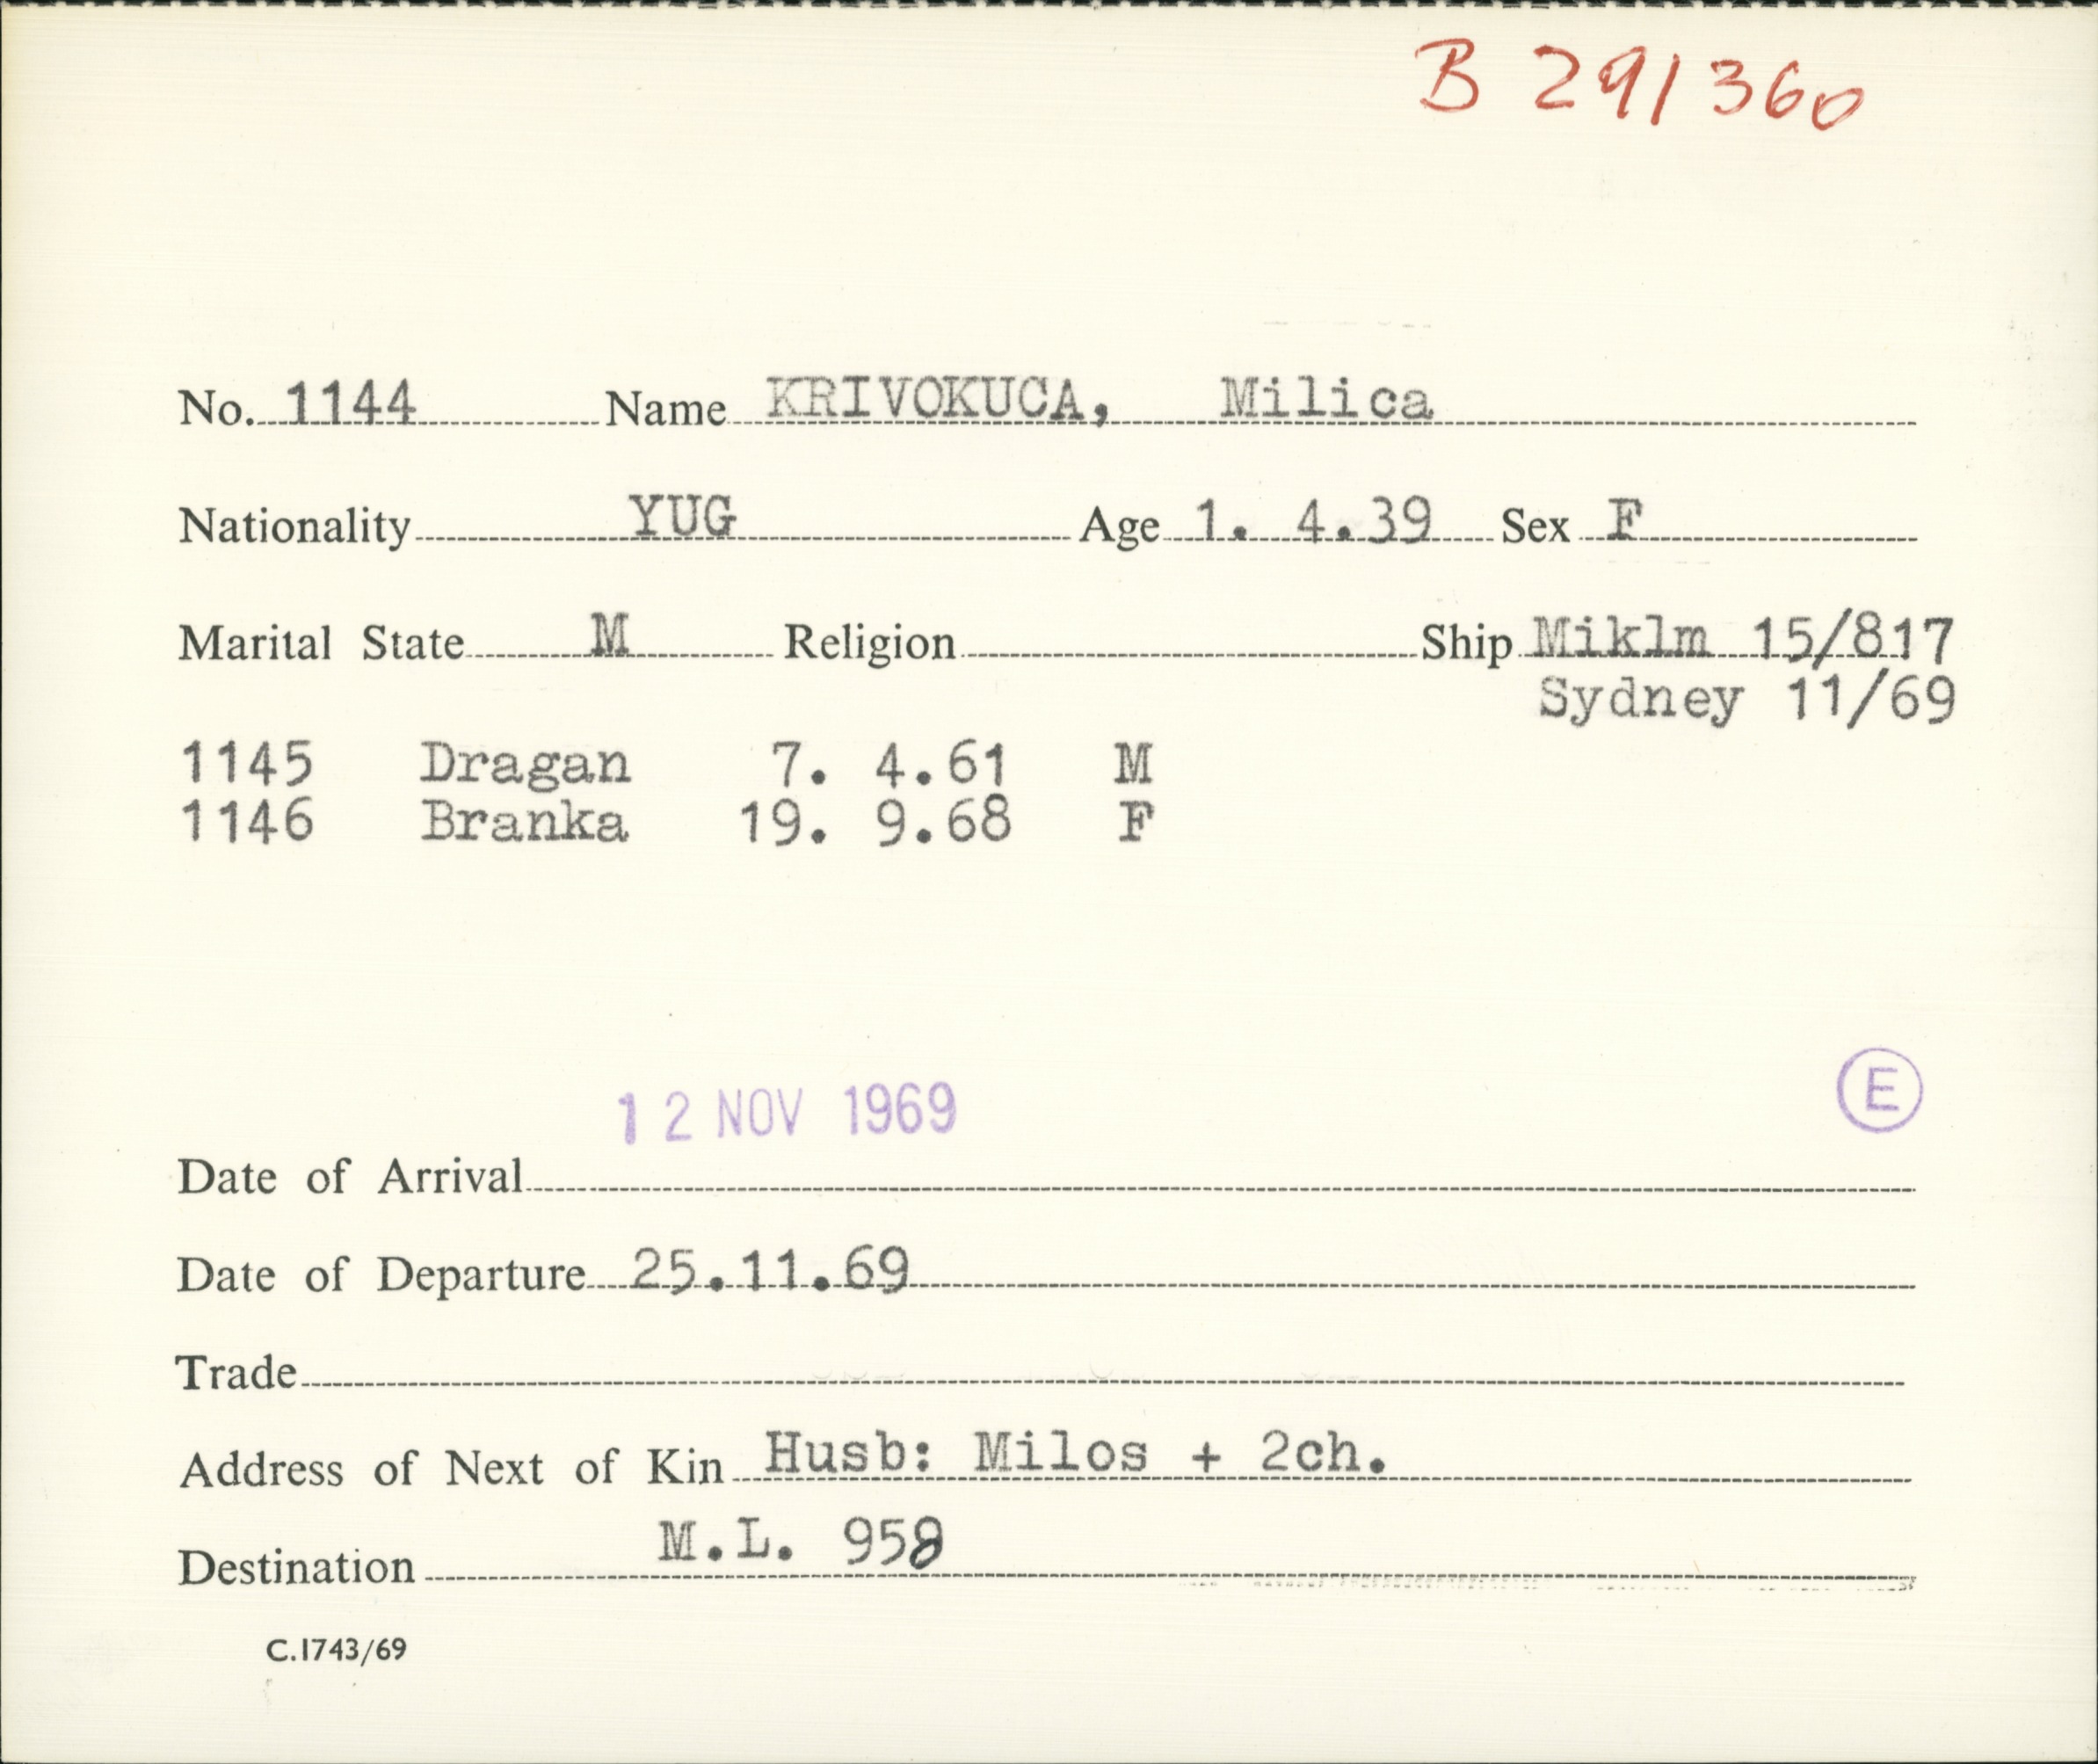 B 291360
No. 1144 Name KRIVOKUCA, Milica
Nationality YUG Age 1. 4.39 Sex F
Marital State M Religion Ship Miklm 15/817
Sydney 11/69
1145 Dragan 7. 4.61 M
1146 Branka 19. 9.68 F
E
12 NOV 1969
Date of Arrival
Date of Departure 25.11.69
Trade
Address of Next of Kin Husb: Milos + 2ch.
M.L. 958
Destination
C.1743/69